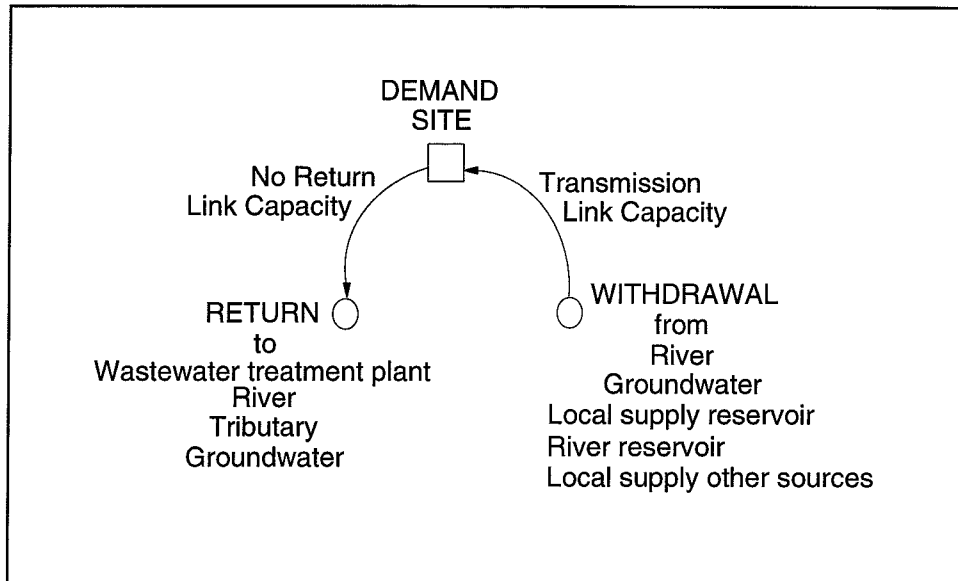 DEMAND
SITE
No Return
Link Capacity
Transmission
Link Capacity
RETURN
to
Wastewater treatment plant
River
Tributary
Groundwater
WITHDRAWAL
from
River
Groundwater
Local supply reservoir
River reservoir
Local supply other sources